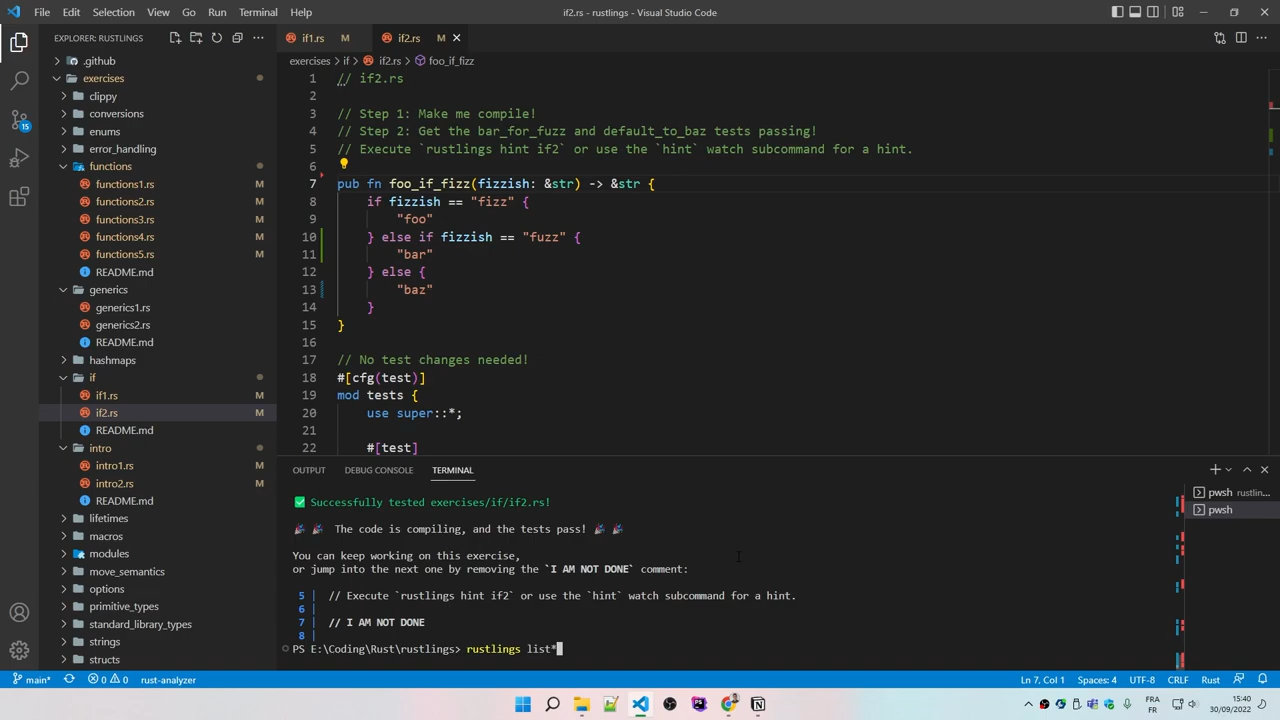 File Edit Selection View Go Run Terminal Help
if2.rs - rustlings - Visual Studio Code
EXPLORER: RUSTLINGS
.github
exercises
clippy
conversions
enums
error_handling
functions
functions1.rs M
functions2.rs M
functions3.rs M
functions4.rs M
functions5.rs M
README.md
generics
generics1.rs
generics2.rs
README.md
hashmaps
if
if1.rs M
if2.rs M
README.md
intro
intro1.rs M
intro2.rs M
README.md
lifetimes
macros
modules
move_semantics
options
primitive_types
standard_library_types
strings
structs
15
if1.rs M
if2.rs M
exercises > if > if2.rs > foo_if_fizz
1 // if2.rs
2
3 // Step 1: Make me compile!
4 // Step 2: Get the bar_for_fuzz and default_to_baz tests passing!
5 // Execute `rustlings hint if2` or use the `hint` watch subcommand for a hint.
6
7 pub fn foo_if_fizz(fizzish: &str) -> &str {
8 if fizzish == "fizz" {
9 "foo"
10 } else if fizzish == "fuzz" {
11 "bar"
12 } else {
13 "baz"
14 }
15 }
16
17 // No test changes needed!
18 #[cfg(test)]
19 mod tests {
20 use super::*;
21
22 #[test]
OUTPUT DEBUG CONSOLE TERMINAL
Successfully tested exercises/if/if2.rs!
The code is compiling, and the tests pass!
You can keep working on this exercise,
or jump into the next one by removing the `I AM NOT DONE` comment:
5 | // Execute `rustlings hint if2` or use the `hint` watch subcommand for a hint.
6 |
7 | // I AM NOT DONE
8 |
PS E:\Coding\Rust\rustlings> rustlings list*
pwsh rustlin...
pwsh
main* 0 0 rust-analyzer
Ln 7, Col 1 Spaces: 4 UTF-8 CRLF Rust
FRA
FR
15:40
30/09/2022